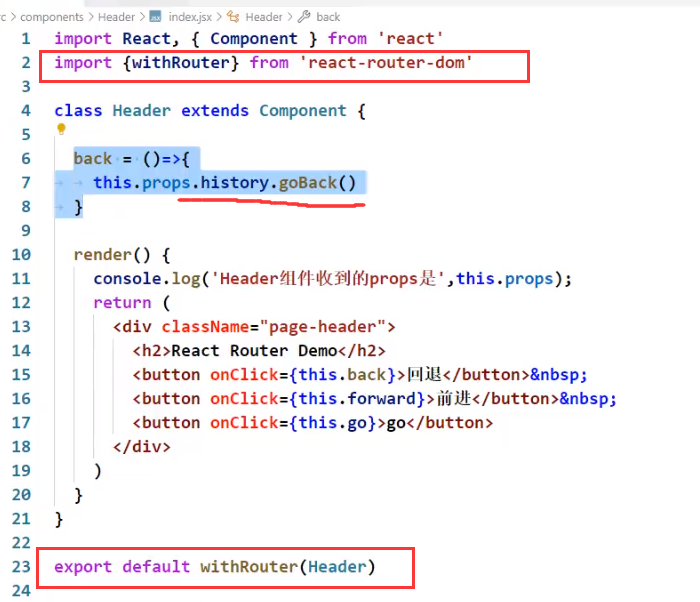 rc > components > Header > index.jsx > Header > back
1 import React, { Component } from 'react'
2 import {withRouter} from 'react-router-dom'
3
4 class Header extends Component {
5
6 back = ()=>{
7 this.props.history.goBack()
8 }
9
10 render() {
11 console.log('Header组件收到的props是',this.props);
12 return (
13 <div className="page-header">
14 <h2>React Router Demo</h2>
15 <button onClick={this.back}>回退</button>&nbsp;
16 <button onClick={this.forward}>前进</button>&nbsp;
17 <button onClick={this.go}>go</button>
18 </div>
19 )
20 }
21 }
22
23 export default withRouter(Header)
24